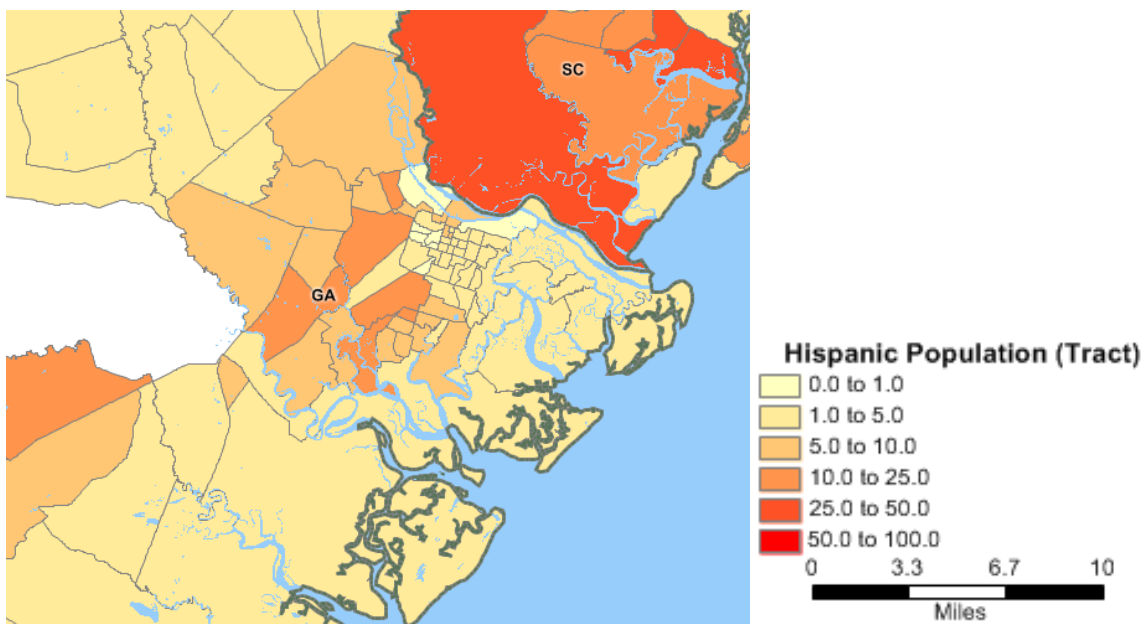 SC
GA
Hispanic Population (Tract)
0.0 to 1.0
1.0 to 5.0
5.0 to 10.0
10.0 to 25.0
25.0 to 50.0
50.0 to 100.0
0 3.3 6.7 10
Miles